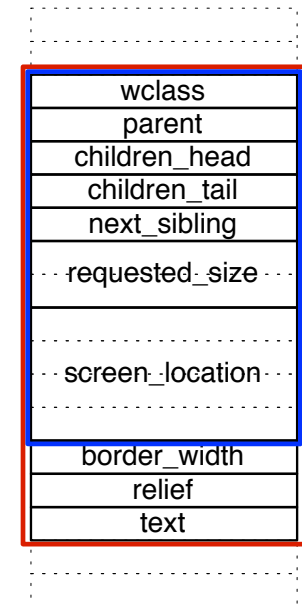 wclass
parent
children_head
children_tail
next_sibling
requested_size
screen_location
border_width
relief
text